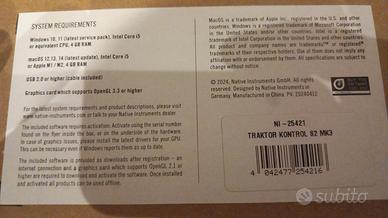 SYSTEM REQUIREMENTS
Windows 10, 11 (latest service pack), Intel Core i5
or equivalent CPU, 4 GB RAM
macOS 12,13, 14 (latest update), Intel Core i5
or Apple M1 / M2, 4 GB RAM
USB 2.0 or higher (cable included)
Graphics card which supports OpenGL 3.3 or higher
For the latest system requirements and product descriptions, please visit
www.native-instruments.com or talk to your Native Instruments dealer
The included software requires activation: Activate using the serial number
found on the flyer inside the box, or on the underside of the hardware.
In case of graphics issues, please install the latest drivers for your GPU.
This can be necessary even if Windows reports them as up to date.
The included software is provided as downloads after registration – an
internet connection and a graphics card which supports OpenGL 2.1 or
higher are required to download and activate the software. Once installed
and activated all products can be used offline.
MacOS is a trademark of Apple Inc, registered in the U.S. and other
countries. Windows is a registered trademark of Microsoft Corporation
in the United States and/or other countries. Intel is a registered
trademark of Intel Corporation in the United States and other countries.
All product and company names are trademarks™ or registered®
trademarks of their respective holders. Use of them does not imply any
affiliation with or endorsement by them. All specifications are subject to
change without notice.
© 2024, Native Instruments GmbH.
All rights reserved. Designed by Native Instruments in
Germany. Manufactured in China. PV: 20240412
NI -25421
TRAKTOR KONTROL S2 MK3
4 042477 254216
subito